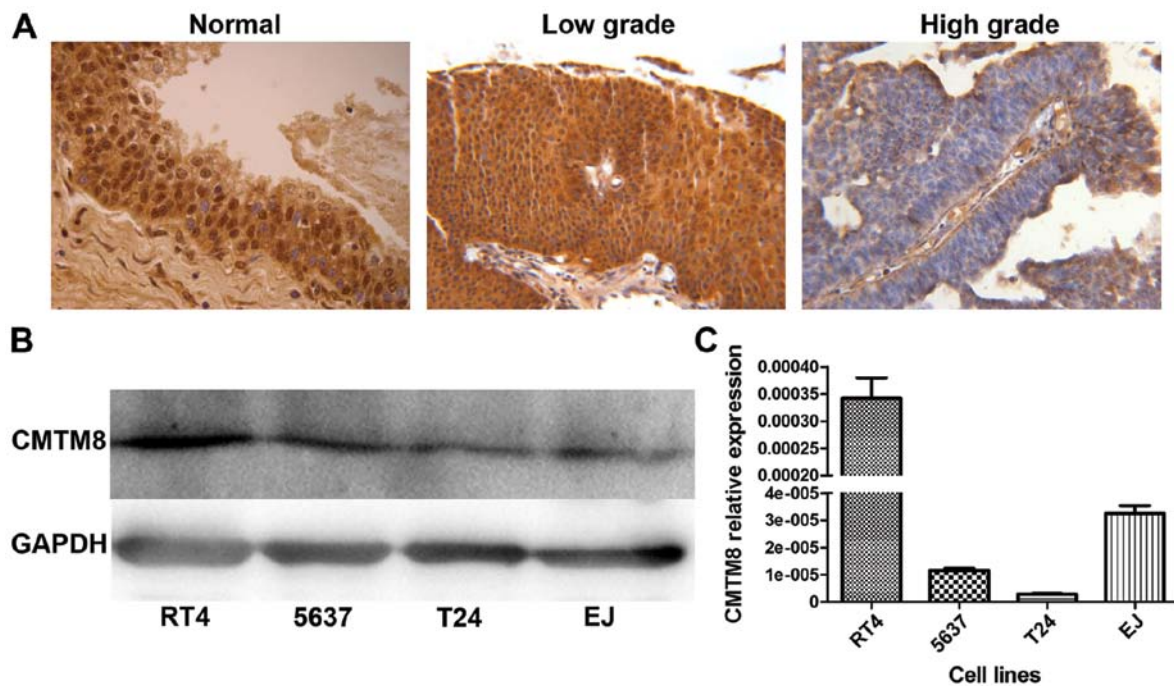 A
Normal
Low grade
High grade
B
CMTM8
GAPDH
RT4 5637 T24 EJ
C
CMTM8 relative expression
0.00040
0.00035
0.00030
0.00025
0.00020
4e-005
3e-005
2e-005
1e-005
0
RT4
5637
T24
EJ
Cell lines